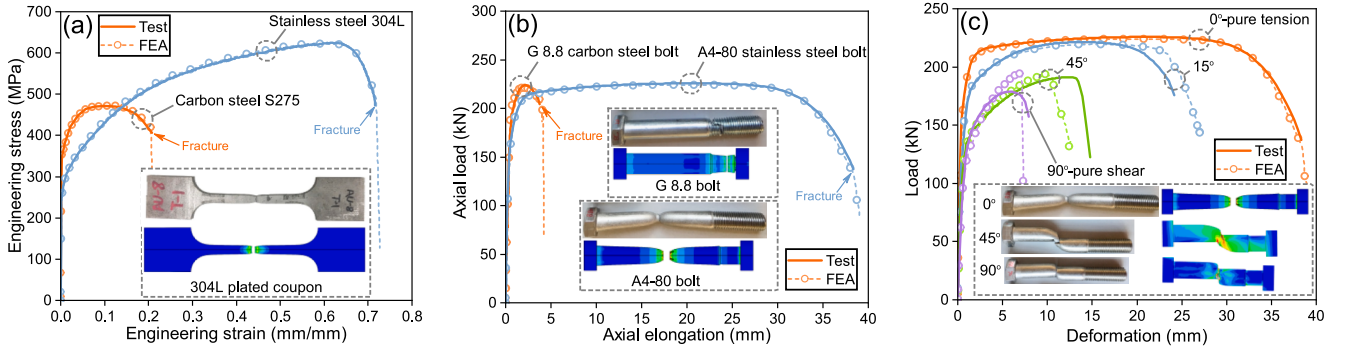 (a)
Stainless steel 304L
Test
FEA
Carbon steel S275
Fracture
Fracture
304L plated coupon
Engineering stress (MPa)
0
100
200
300
400
500
600
700
0.0
0.1
0.2
0.3
0.4
0.5
0.6
0.7
0.8
Engineering strain (mm/mm)
(b)
G 8.8 carbon steel bolt
A4-80 stainless steel bolt
Fracture
Fracture
G 8.8 bolt
A4-80 bolt
Test
FEA
Axial load (kN)
0
50
100
150
200
250
300
0
5
10
15
20
25
30
35
40
Axial elongation (mm)
(c)
0°-pure tension
45°
15°
90°-pure shear
Test
FEA
0°
45°
90°
Load (kN)
0
50
100
150
200
250
0
5
10
15
20
25
30
35
40
Deformation (mm)